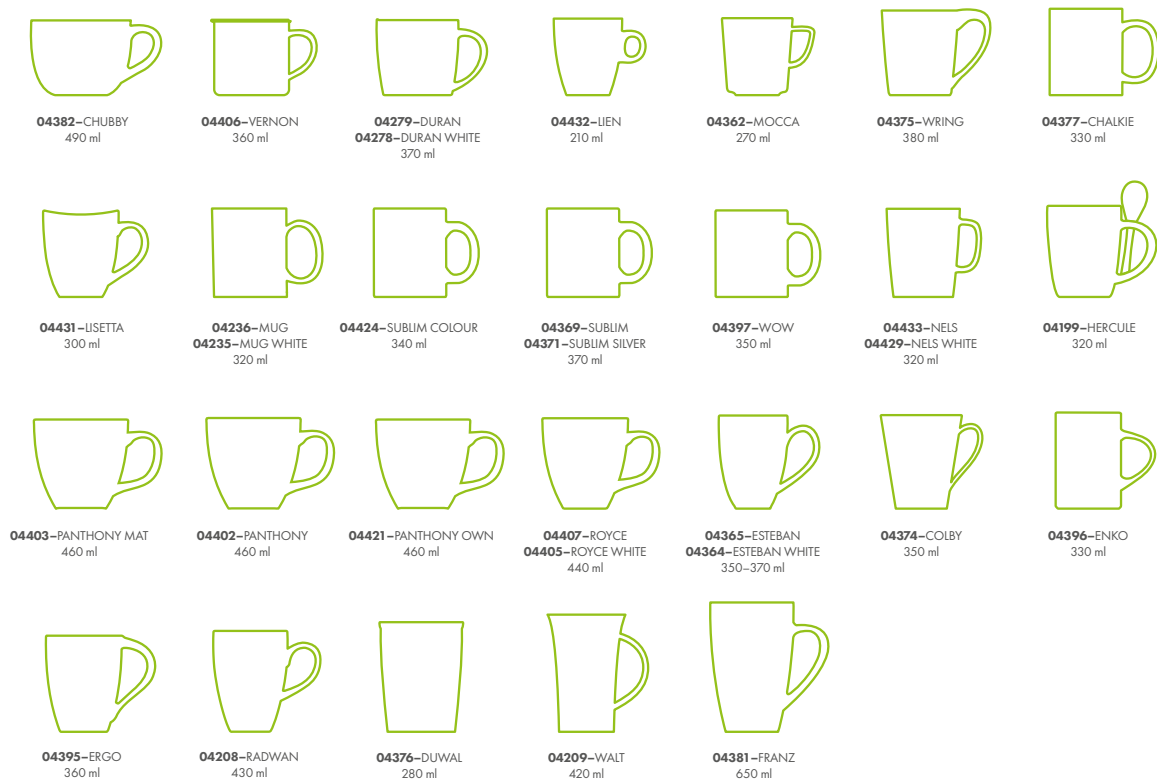 04382–CHUBBY
490 ml
04406–VERNON
360 ml
04279–DURAN
04278–DURAN WHITE
370 ml
04432–LIEN
210 ml
04362–MOCCA
270 ml
04375–WRING
380 ml
04377–CHALKIE
330 ml
04431–LISETTA
300 ml
04236–MUG
04235–MUG WHITE
320 ml
04424–SUBLIM COLOUR
340 ml
04369–SUBLIM
04371–SUBLIM SILVER
370 ml
04397–WOW
350 ml
04433–NELS
04429–NELS WHITE
320 ml
04199–HERCULE
320 ml
04403–PANTHONY MAT
460 ml
04402–PANTHONY
460 ml
04421–PANTHONY OWN
460 ml
04407–ROYCE
04405–ROYCE WHITE
440 ml
04365–ESTEBAN
04364–ESTEBAN WHITE
350–370 ml
04374–COLBY
350 ml
04396–ENKO
330 ml
04395–ERGO
360 ml
04208–RADWAN
430 ml
04376–DUWAL
280 ml
04209–WALT
420 ml
04381–FRANZ
650 ml